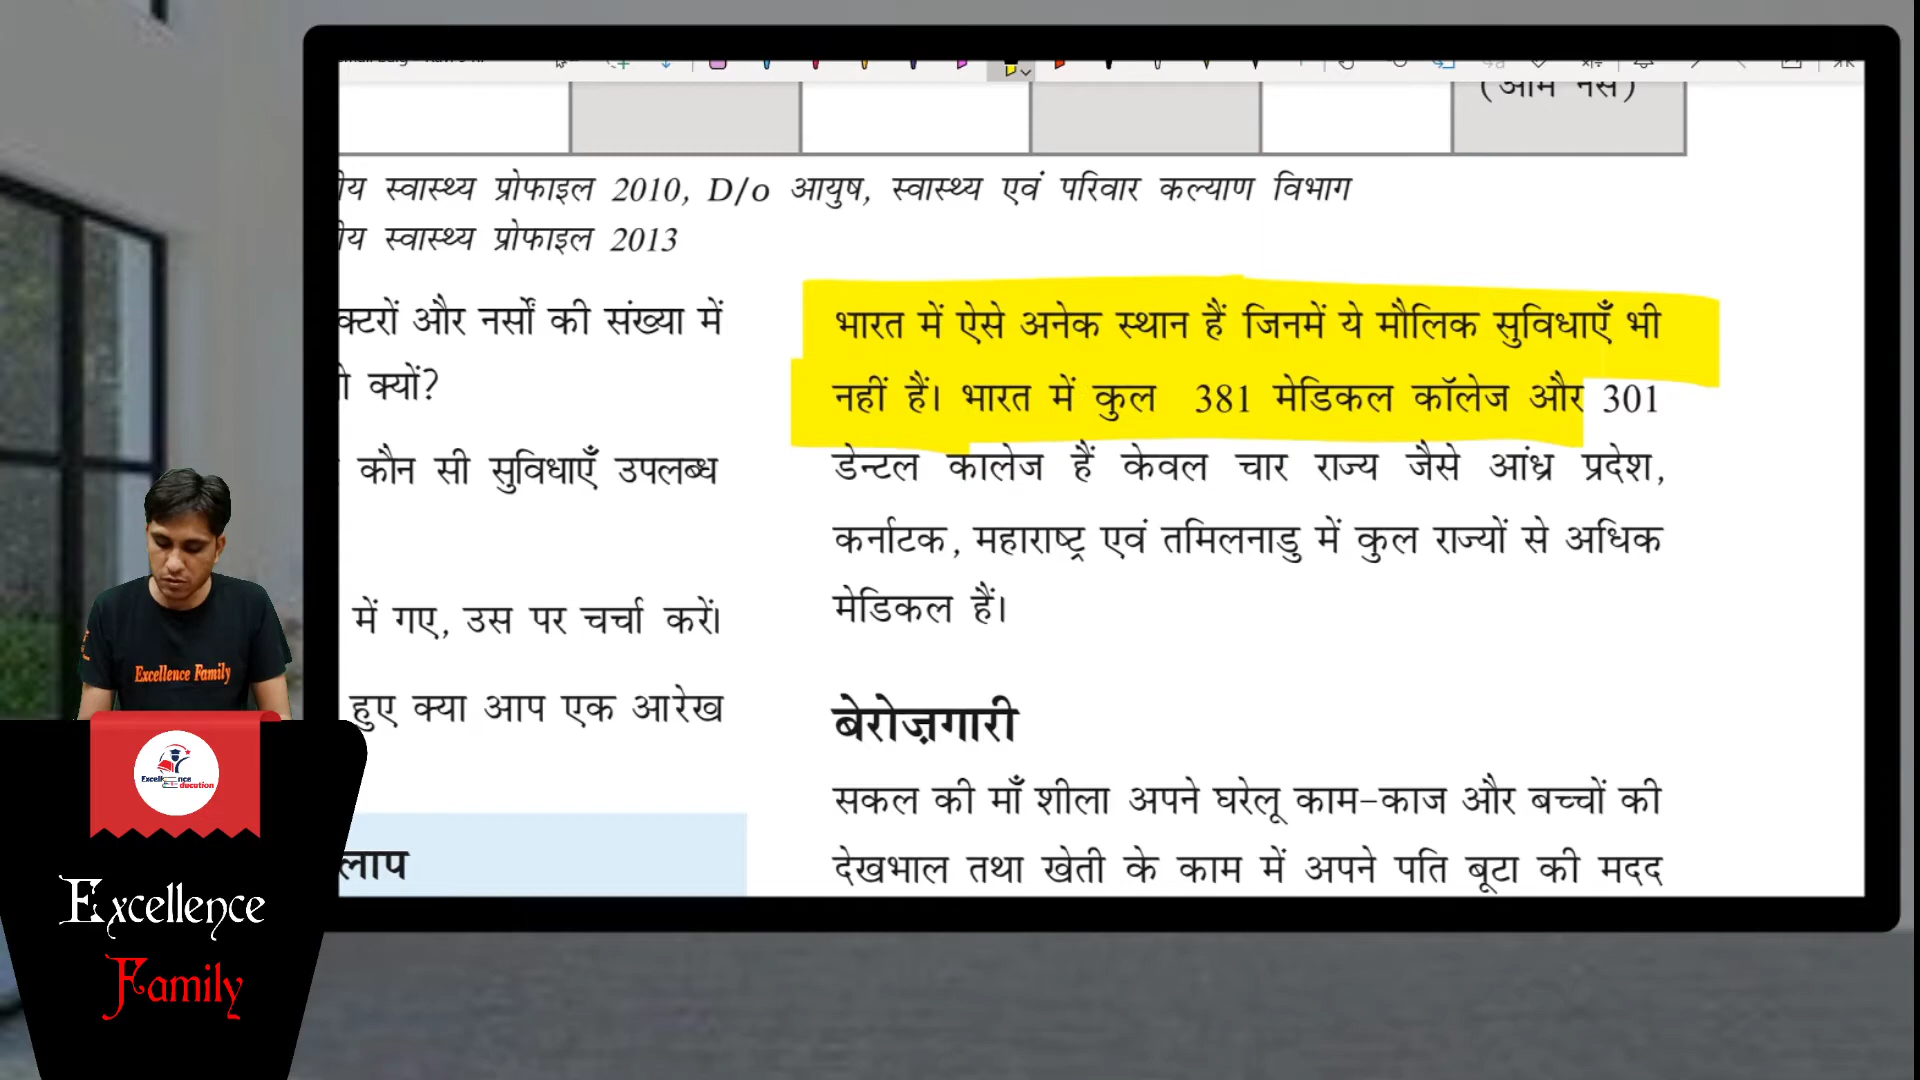 (आम नर्स)
स्वास्थ्य प्रोफाइल 2010, D/o आयुष, स्वास्थ्य एवं परिवार कल्याण विभाग
स्वास्थ्य प्रोफाइल 2013
और नर्सों की संख्या में
क्यों?
कौन सी सुविधाएँ उपलब्ध
में गए, उस पर चर्चा करें।
हुए क्या आप एक आरेख
लाप
भारत में ऐसे अनेक स्थान हैं जिनमें ये मौलिक सुविधाएँ भी
नहीं हैं। भारत में कुल 381 मेडिकल कॉलेज और 301
डेन्टल कालेज हैं केवल चार राज्य जैसे आंध्र प्रदेश,
कर्नाटक, महाराष्ट्र एवं तमिलनाडु में कुल राज्यों से अधिक
मेडिकल हैं।
बेरोज़गारी
सकल की माँ शीला अपने घरेलू काम-काज और बच्चों की
देखभाल तथा खेती के काम में अपने पति बूटा की मदद
Excellence Family
Excellence
Education
Excellence
Family